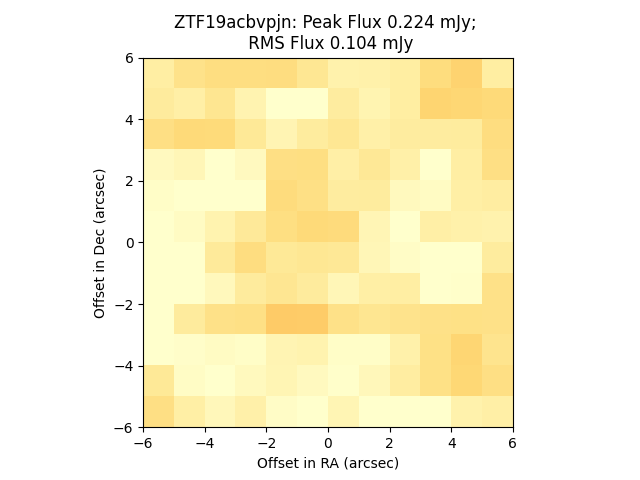 ZTF19acbvpjn: Peak Flux 0.224 mJy;
RMS Flux 0.104 mJy
6
4
2
0
−2
−4
−6
Offset in Dec (arcsec)
−6 −4 −2 0 2 4 6
Offset in RA (arcsec)